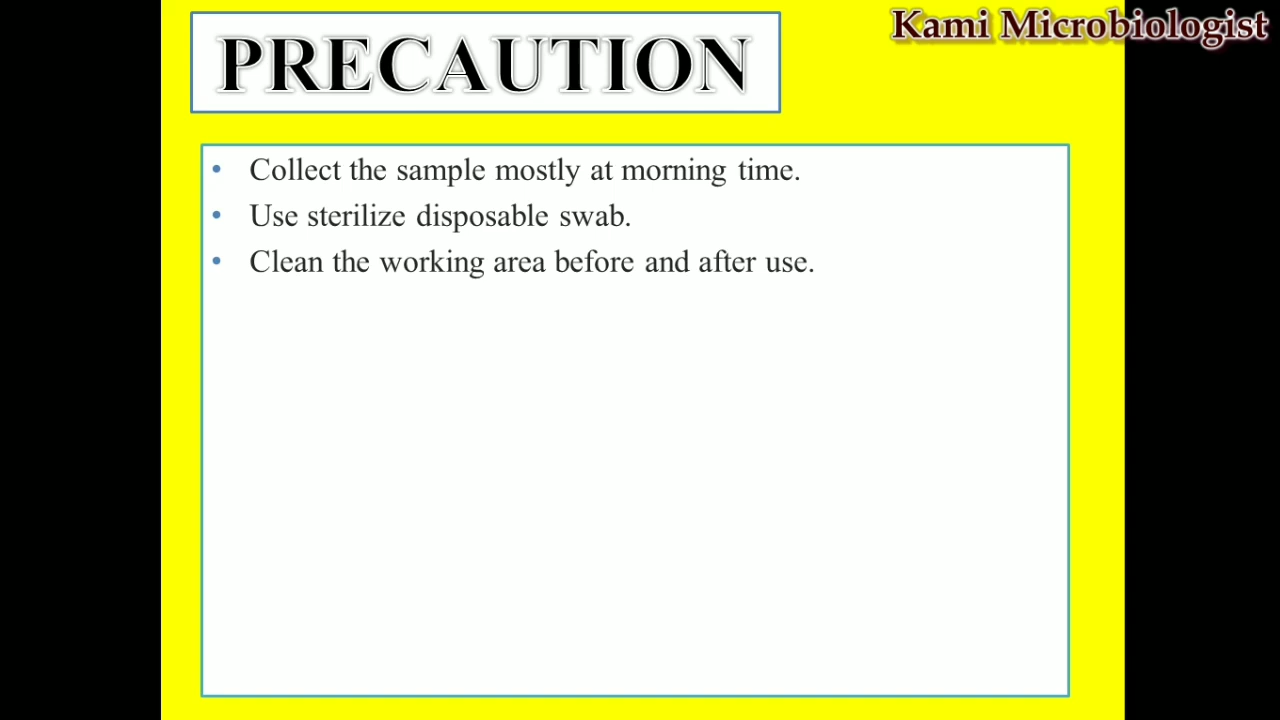 Kami Microbiologist
PRECAUTION
• Collect the sample mostly at morning time.
• Use sterilize disposable swab.
• Clean the working area before and after use.